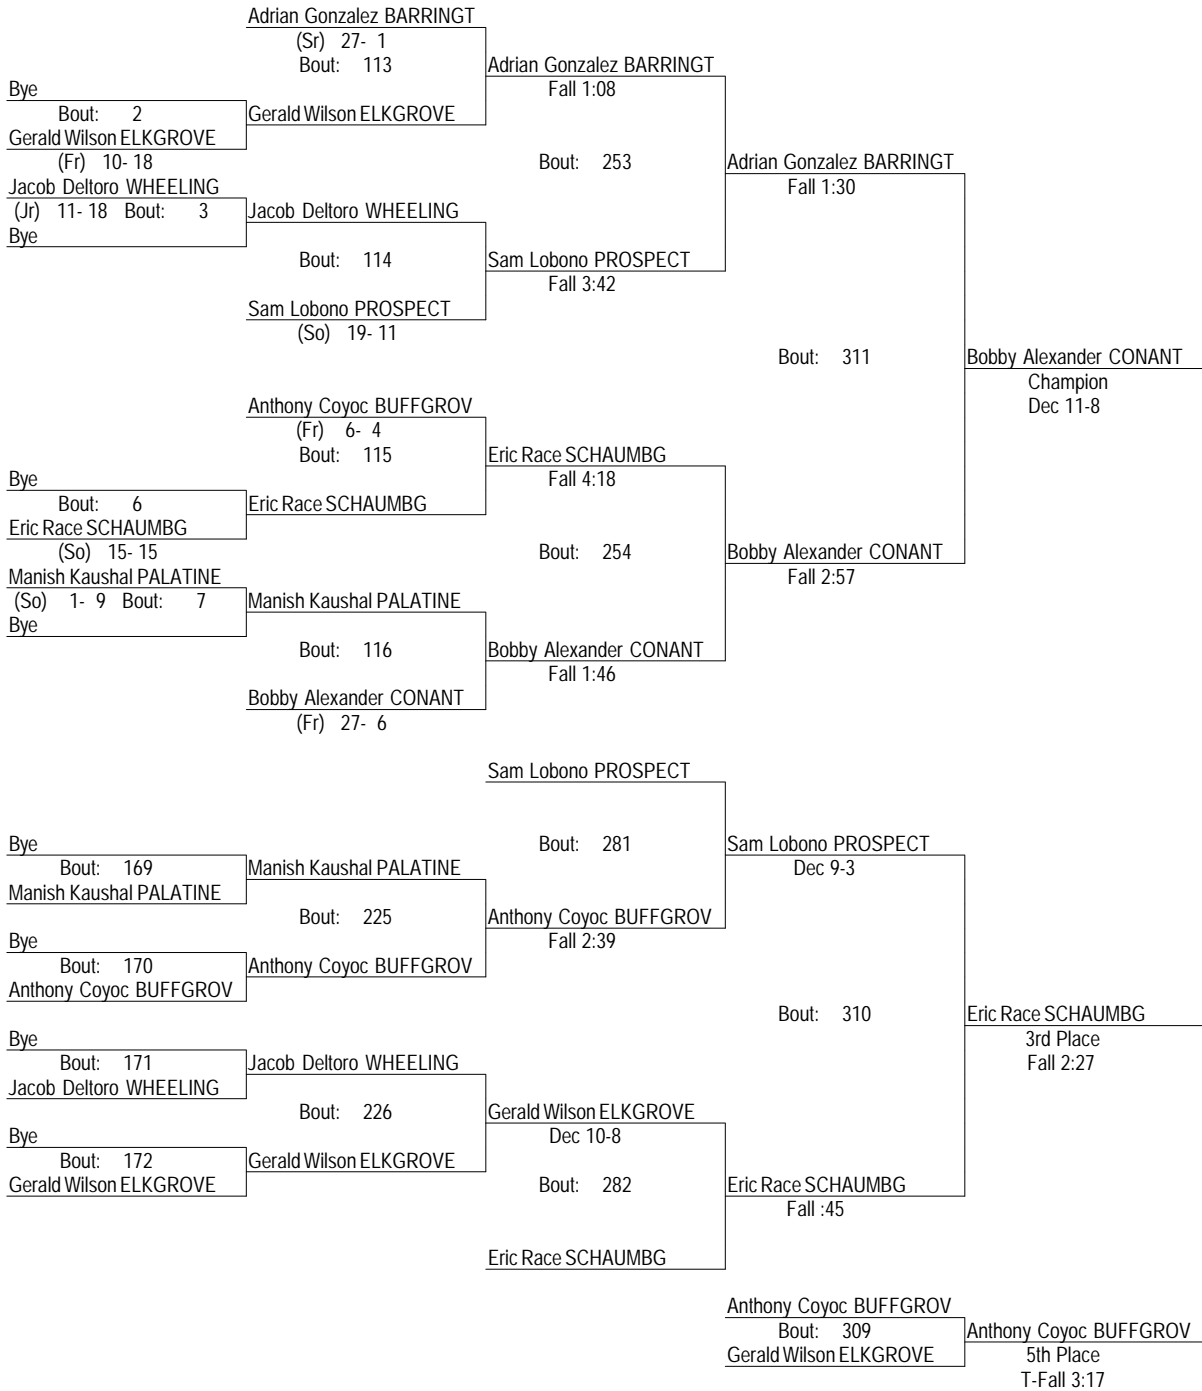 Adrian Gonzalez BARRINGT
(Sr) 27- 1
Bout: 113
Adrian Gonzalez BARRINGT
Fall 1:08
Bye
Bout: 2
Gerald Wilson ELKGROVE
Gerald Wilson ELKGROVE
(Fr) 10- 18
Bout: 253
Adrian Gonzalez BARRINGT
Fall 1:30
Jacob Deltoro WHEELING
(Jr) 11- 18 Bout: 3
Jacob Deltoro WHEELING
Bye
Bout: 114
Sam Lobono PROSPECT
Fall 3:42
Sam Lobono PROSPECT
(So) 19- 11
Bout: 311
Bobby Alexander CONANT
Champion
Dec 11-8
Anthony Coyoc BUFFGROV
(Fr) 6- 4
Bout: 115
Eric Race SCHAUMBG
Fall 4:18
Bye
Bout: 6
Eric Race SCHAUMBG
Eric Race SCHAUMBG
(So) 15- 15
Bout: 254
Bobby Alexander CONANT
Fall 2:57
Manish Kaushal PALATINE
(So) 1- 9 Bout: 7
Manish Kaushal PALATINE
Bye
Bout: 116
Bobby Alexander CONANT
Fall 1:46
Bobby Alexander CONANT
(Fr) 27- 6
Sam Lobono PROSPECT
Bout: 281
Sam Lobono PROSPECT
Dec 9-3
Bye
Bout: 169
Manish Kaushal PALATINE
Manish Kaushal PALATINE
Bout: 225
Anthony Coyoc BUFFGROV
Fall 2:39
Bye
Bout: 170
Anthony Coyoc BUFFGROV
Anthony Coyoc BUFFGROV
Bout: 310
Eric Race SCHAUMBG
3rd Place
Fall 2:27
Bye
Bout: 171
Jacob Deltoro WHEELING
Jacob Deltoro WHEELING
Bout: 226
Gerald Wilson ELKGROVE
Dec 10-8
Bye
Bout: 172
Gerald Wilson ELKGROVE
Gerald Wilson ELKGROVE
Bout: 282
Eric Race SCHAUMBG
Fall :45
Eric Race SCHAUMBG
Anthony Coyoc BUFFGROV
Bout: 309
Anthony Coyoc BUFFGROV
Gerald Wilson ELKGROVE
5th Place
T-Fall 3:17